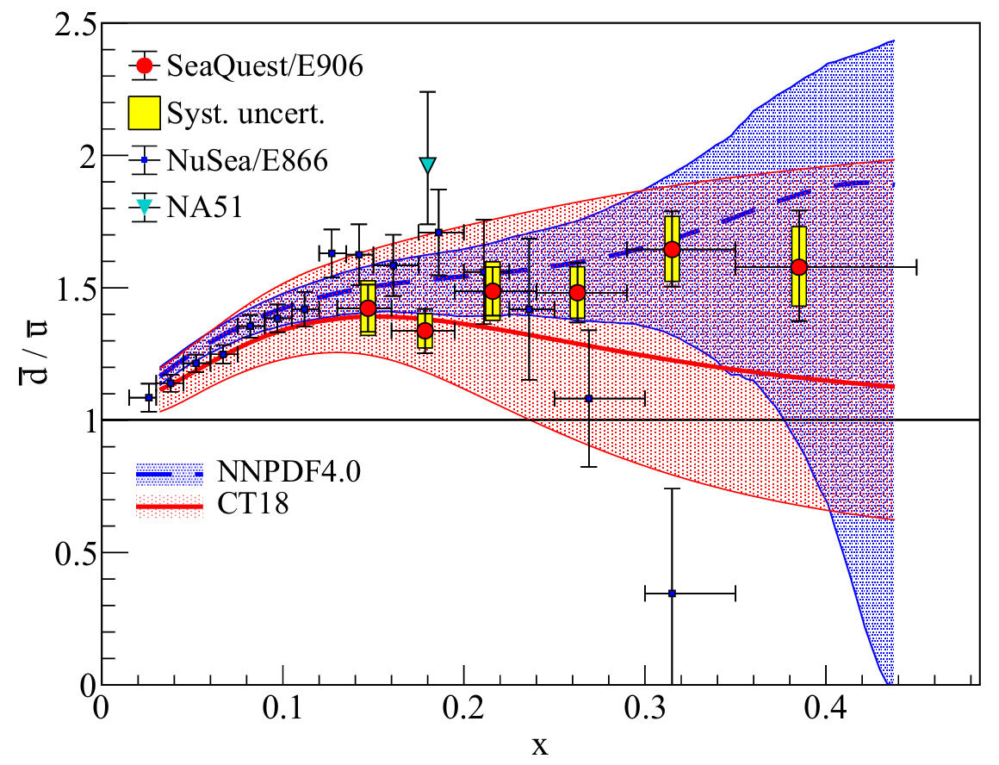 2.5
SeaQuest/E906
Syst. uncert.
2
NuSea/E866
NA51
1.5
d̅ / u̅
1
NNPDF4.0
CT18
0.5
0
0 0.1 0.2 0.3 0.4
x